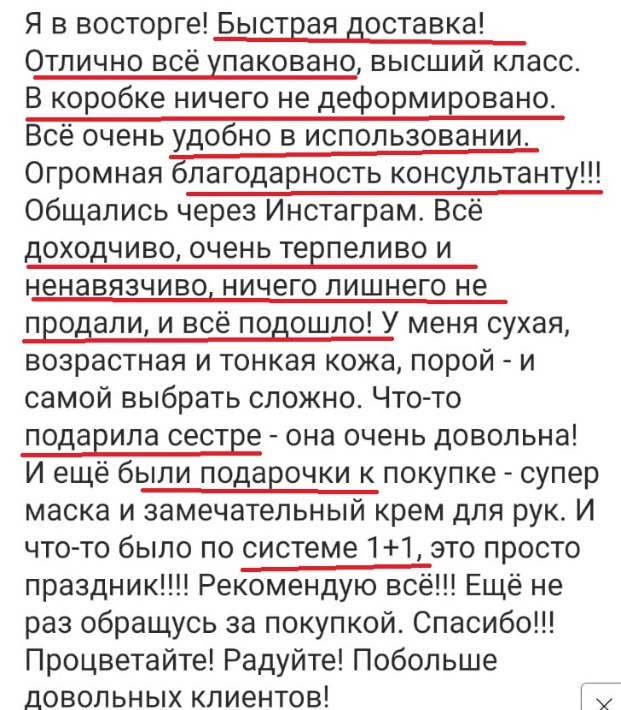 Я в восторге! Быстрая доставка!
Отлично всё упаковано, высший класс.
В коробке ничего не деформировано.
Всё очень удобно в использовании.
Огромная благодарность консультанту!!!
Общались через Инстаграм. Всё
доходчиво, очень терпеливо и
ненавязчиво, ничего лишнего не
продали, и всё подошло! У меня сухая,
возрастная и тонкая кожа, порой - и
самой выбрать сложно. Что-то
подарила сестре - она очень довольна!
И ещё были подарочки к покупке - супер
маска и замечательный крем для рук. И
что-то было по системе 1+1, это просто
праздник!!!! Рекомендую всё!!! Ещё не
раз обращусь за покупкой. Спасибо!!!
Процветайте! Радуйте! Побольше
довольных клиентов!